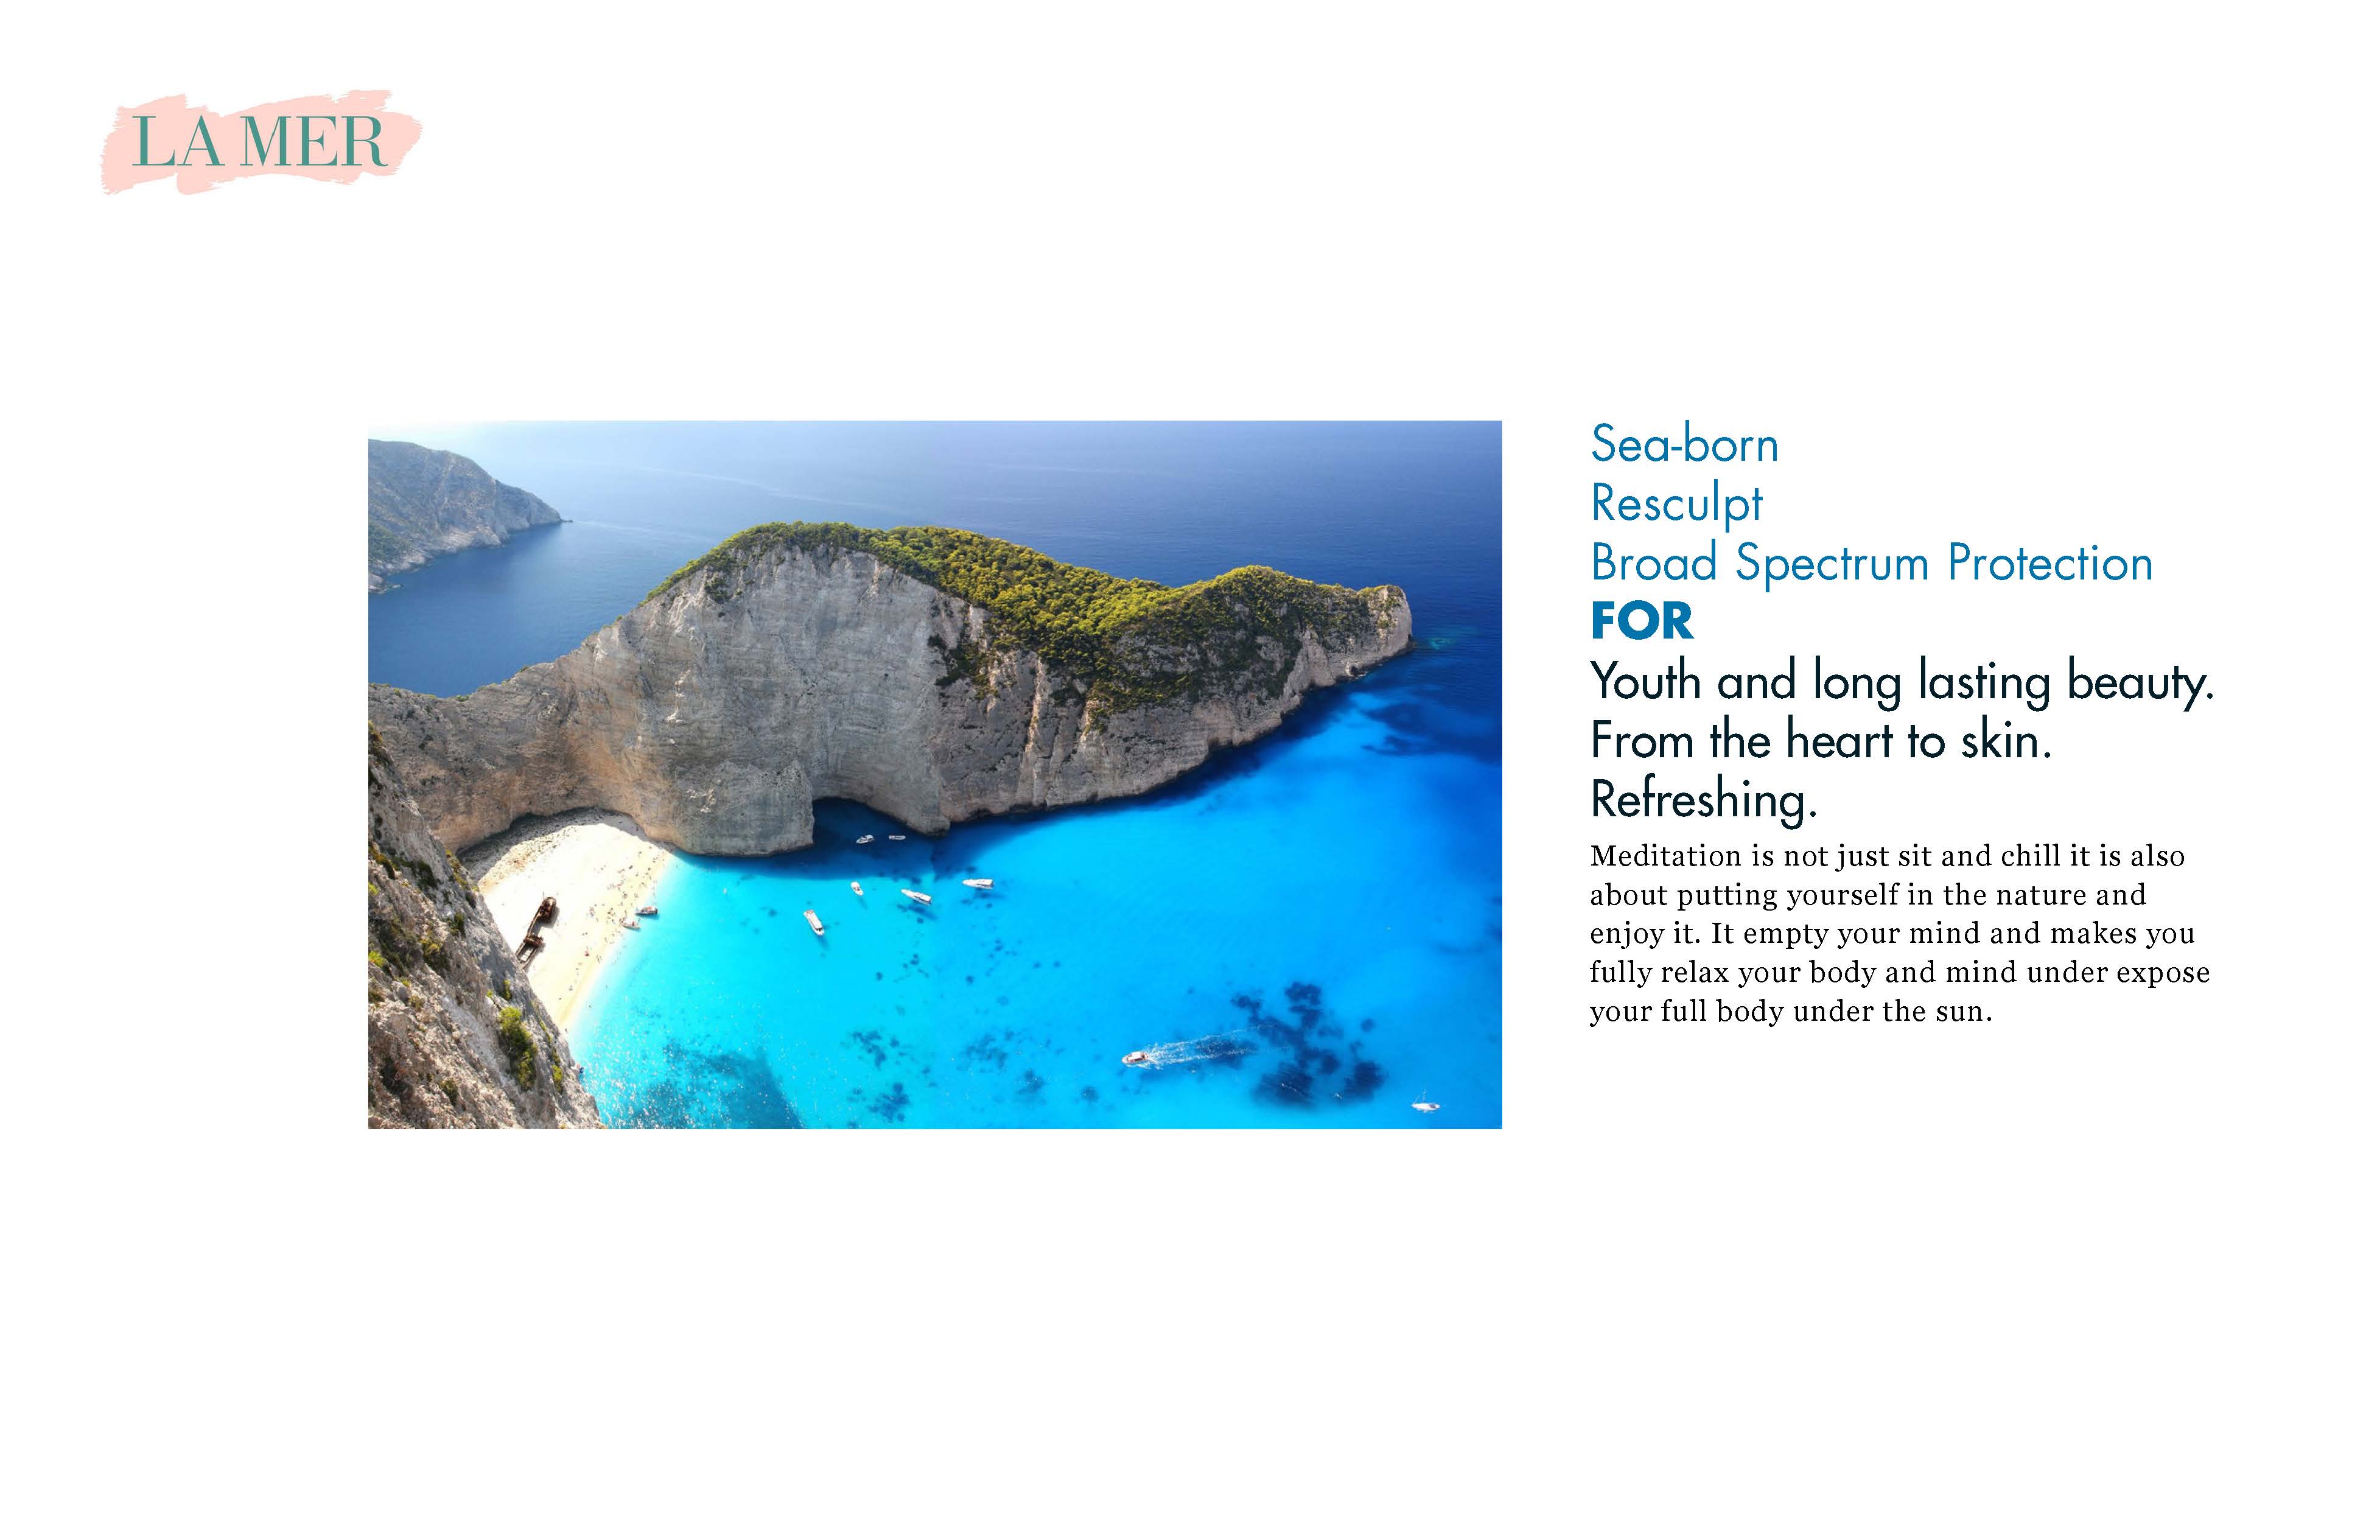 LA MER
Sea-born
Resculpt
Broad Spectrum Protection
FOR
Youth and long lasting beauty.
From the heart to skin.
Refreshing.
Meditation is not just sit and chill it is also
about putting yourself in the nature and
enjoy it. It empty your mind and makes you
fully relax your body and mind under expose
your full body under the sun.